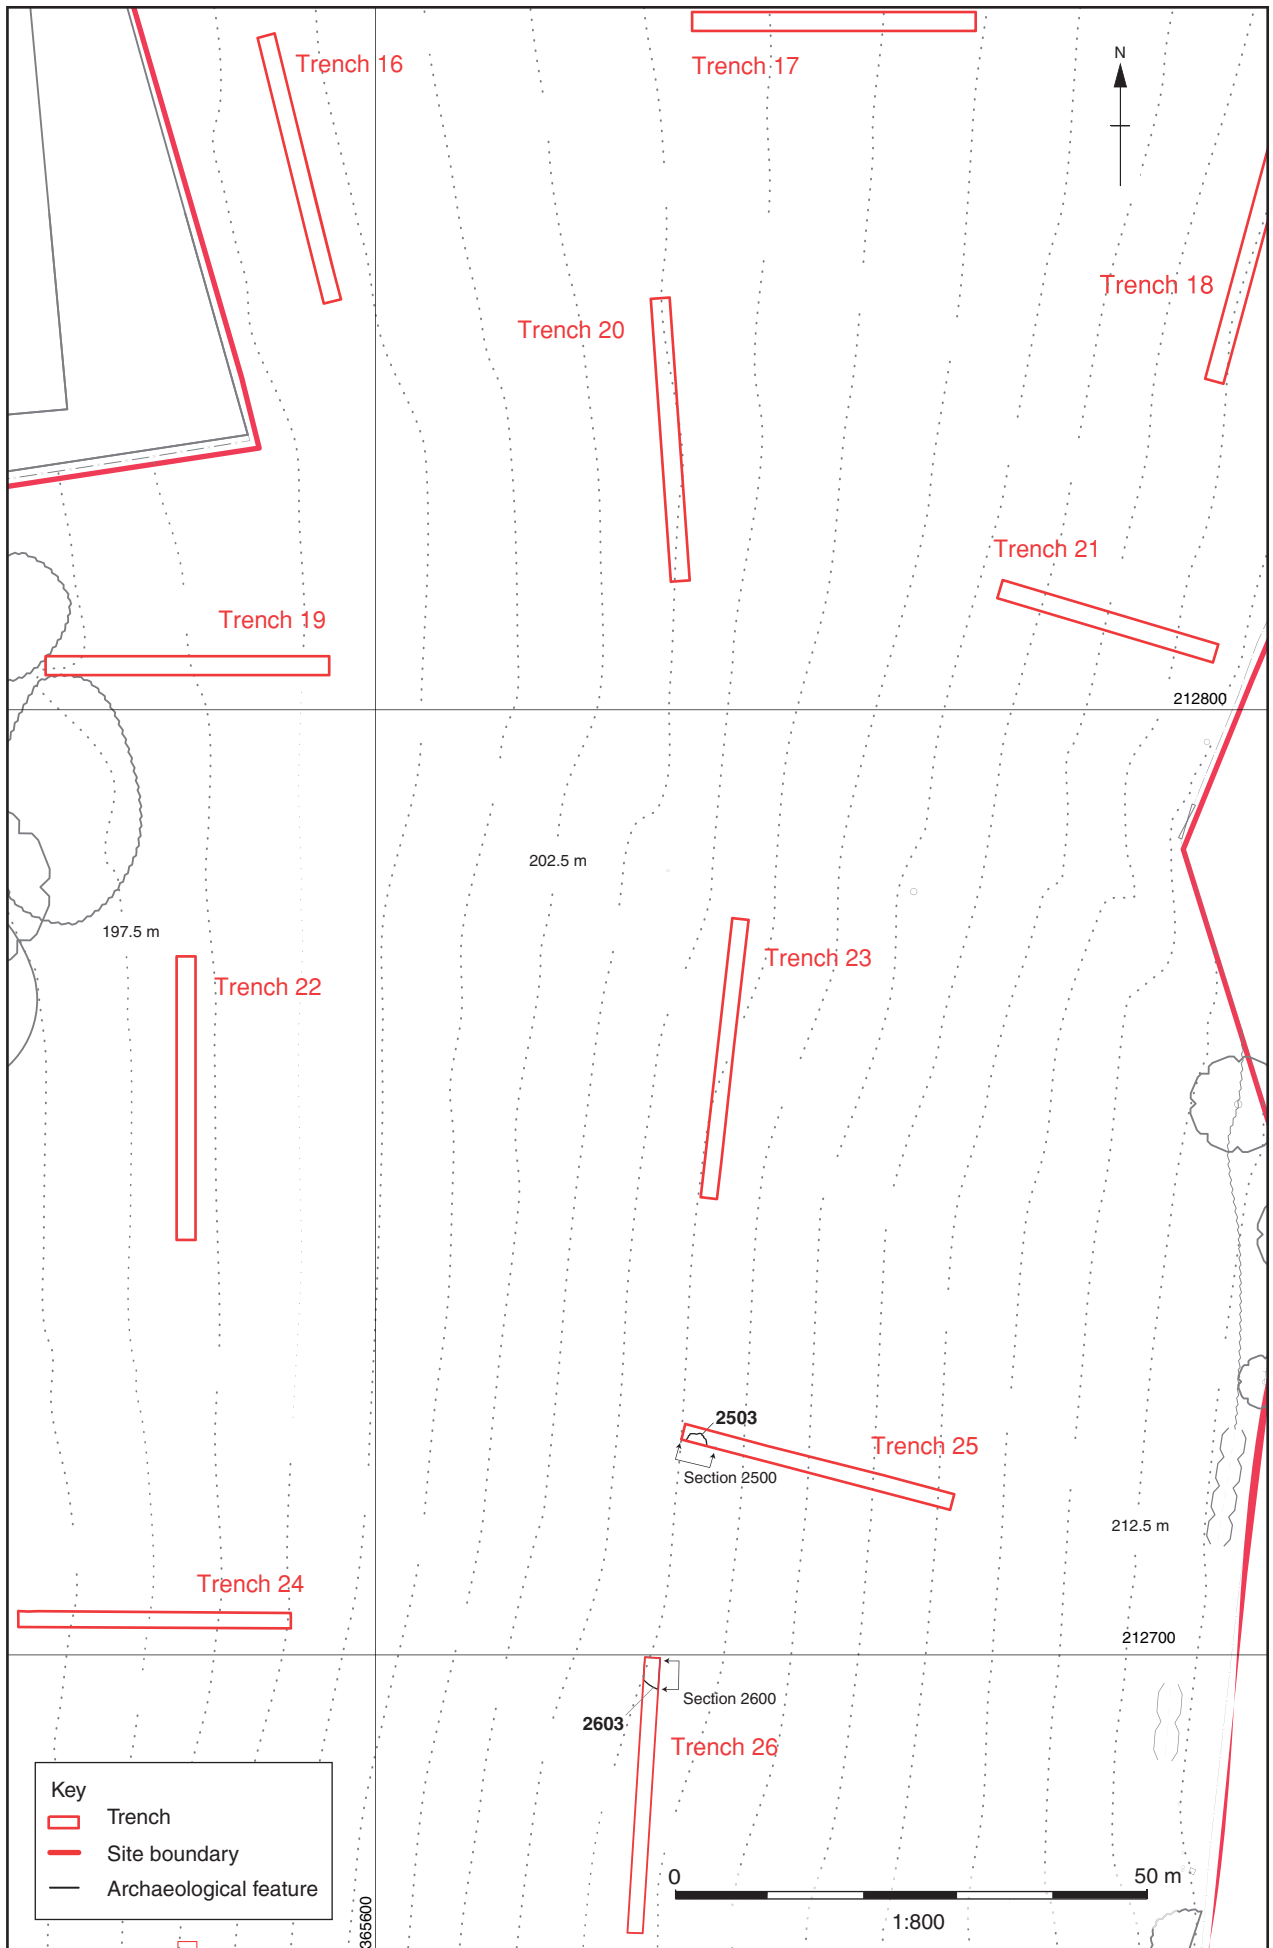 N
Trench 16
Trench 17
Trench 18
Trench 20
Trench 21
Trench 19
212800
202.5 m
197.5 m
Trench 23
Trench 22
2503
Trench 25
Section 2500
212.5 m
Trench 24
212700
Section 2600
2603
Trench 26
Key
Trench
Site boundary
Archaeological feature
365600
0 50 m
1:800